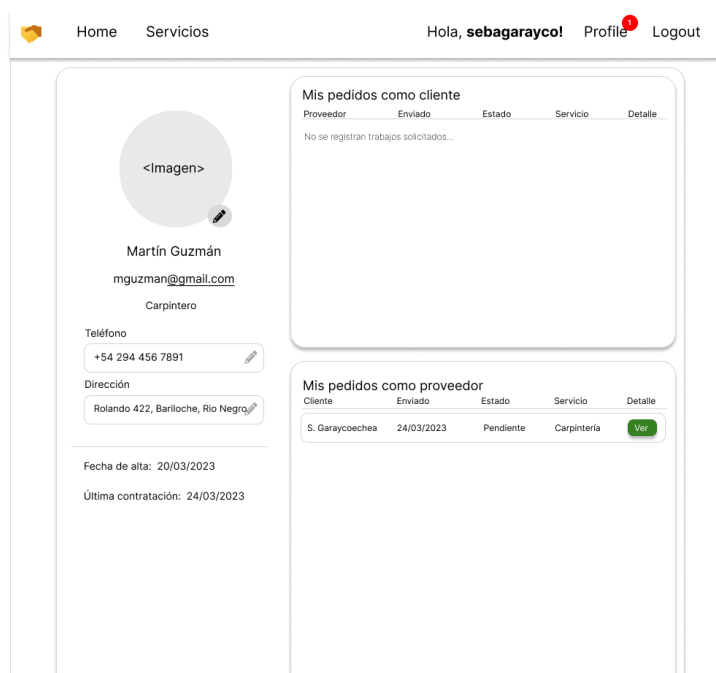 Home Servicios Hola, sebagarayco! Profile 1 Logout
<Imagen>
Martín Guzmán
mguzman@gmail.com
Carpintero
Teléfono
+54 294 456 7891
Dirección
Rolando 422, Bariloche, Rio Negro
Fecha de alta: 20/03/2023
Última contratación: 24/03/2023
Mis pedidos como cliente
Proveedor Enviado Estado Servicio Detalle
No se registran trabajos solicitados...
Mis pedidos como proveedor
Cliente Enviado Estado Servicio Detalle
S. Garaycoechea 24/03/2023 Pendiente Carpintería Ver